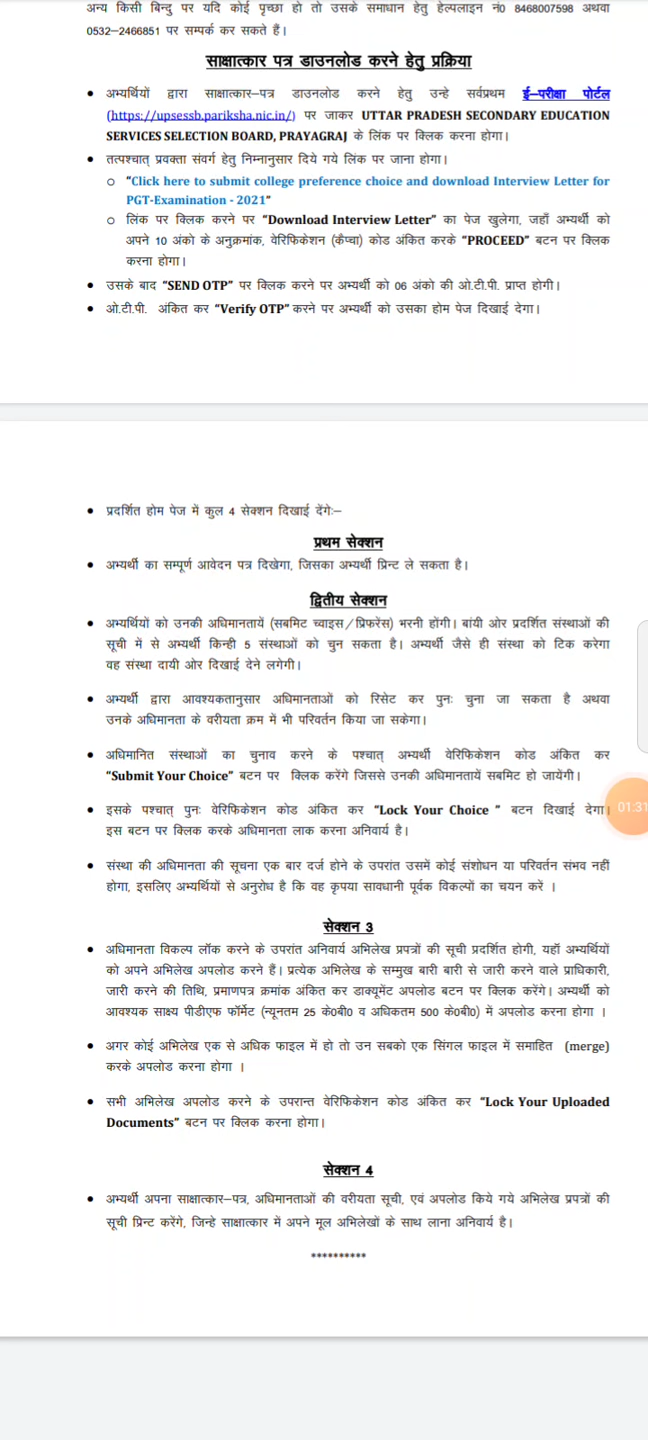 अन्य किसी बिन्दु पर यदि कोई पृच्छा हो तो उसके समाधान हेतु हेल्पलाइन नं0 8468007598 अथवा
0532–2466851 पर सम्पर्क कर सकते हैं।
साक्षात्कार पत्र डाउनलोड करने हेतु प्रक्रिया
• अभ्यर्थियों द्वारा साक्षात्कार–पत्र डाउनलोड करने हेतु उन्हे सर्वप्रथम ई–परीक्षा पोर्टल
(https://upsessb.pariksha.nic.in/) पर जाकर UTTAR PRADESH SECONDARY EDUCATION
SERVICES SELECTION BOARD, PRAYAGRAJ के लिंक पर क्लिक करना होगा।
• तत्पश्चात् प्रवक्ता संवर्ग हेतु निम्नानुसार दिये गये लिंक पर जाना होगा।
o “Click here to submit college preference choice and download Interview Letter for
PGT-Examination - 2021”
o लिंक पर क्लिक करने पर “Download Interview Letter” का पेज खुलेगा, जहाँ अभ्यर्थी को
अपने 10 अंको के अनुक्रमांक, वेरिफिकेशन (कैप्चा) कोड अंकित करके “PROCEED” बटन पर क्लिक
करना होगा।
• उसके बाद “SEND OTP” पर क्लिक करने पर अभ्यर्थी को 06 अंको की ओ.टी.पी. प्राप्त होगी।
• ओ.टी.पी. अंकित कर “Verify OTP” करने पर अभ्यर्थी को उसका होम पेज दिखाई देगा।
• प्रदर्शित होम पेज में कुल 4 सेक्शन दिखाई देंगेः–
प्रथम सेक्शन
• अभ्यर्थी का सम्पूर्ण आवेदन पत्र दिखेगा, जिसका अभ्यर्थी प्रिन्ट ले सकता है।
द्वितीय सेक्शन
• अभ्यर्थियों को उनकी अधिमानतायें (सबमिट च्वाइस/प्रिफरेंस) भरनी होंगी। बांयी ओर प्रदर्शित संस्थाओं की
सूची में से अभ्यर्थी किन्ही 5 संस्थाओं को चुन सकता है। अभ्यर्थी जैसे ही संस्था को टिक करेगा
वह संस्था दायी ओर दिखाई देने लगेगी।
• अभ्यर्थी द्वारा आवश्यकतानुसार अधिमानताओं को रिसेट कर पुनः चुना जा सकता है अथवा
उनके अधिमानता के वरीयता क्रम में भी परिवर्तन किया जा सकेगा।
• अधिमानित संस्थाओं का चुनाव करने के पश्चात् अभ्यर्थी वेरिफिकेशन कोड अंकित कर
“Submit Your Choice” बटन पर क्लिक करेंगे जिससे उनकी अधिमानतायें सबमिट हो जायेंगी।
• इसके पश्चात् पुनः वेरिफिकेशन कोड अंकित कर “Lock Your Choice ” बटन दिखाई देगा।
इस बटन पर क्लिक करके अधिमानता लाक करना अनिवार्य है।
01:31
• संस्था की अधिमानता की सूचना एक बार दर्ज होने के उपरांत उसमें कोई संशोधन या परिवर्तन संभव नहीं
होगा, इसलिए अभ्यर्थियों से अनुरोध है कि वह कृपया सावधानी पूर्वक विकल्पों का चयन करें ।
सेक्शन 3
• अधिमानता विकल्प लॉक करने के उपरांत अनिवार्य अभिलेख प्रपत्रों की सूची प्रदर्शित होगी, यहाँ अभ्यर्थियों
को अपने अभिलेख अपलोड करने हैं। प्रत्येक अभिलेख के सम्मुख बारी बारी से जारी करने वाले प्राधिकारी,
जारी करने की तिथि, प्रमाणपत्र क्रमांक अंकित कर डाक्यूमेंट अपलोड बटन पर क्लिक करेंगे। अभ्यर्थी को
आवश्यक साक्ष्य पीडीएफ फॉर्मेट (न्यूनतम 25 के0बी0 व अधिकतम 500 के0बी0) में अपलोड करना होगा ।
• अगर कोई अभिलेख एक से अधिक फाइल में हो तो उन सबको एक सिंगल फाइल में समाहित (merge)
करके अपलोड करना होगा ।
• सभी अभिलेख अपलोड करने के उपरान्त वेरिफिकेशन कोड अंकित कर “Lock Your Uploaded
Documents” बटन पर क्लिक करना होगा।
सेक्शन 4
• अभ्यर्थी अपना साक्षात्कार–पत्र, अधिमानताओं की वरीयता सूची, एवं अपलोड किये गये अभिलेख प्रपत्रों की
सूची प्रिन्ट करेंगे, जिन्हे साक्षात्कार में अपने मूल अभिलेखों के साथ लाना अनिवार्य है।
**********